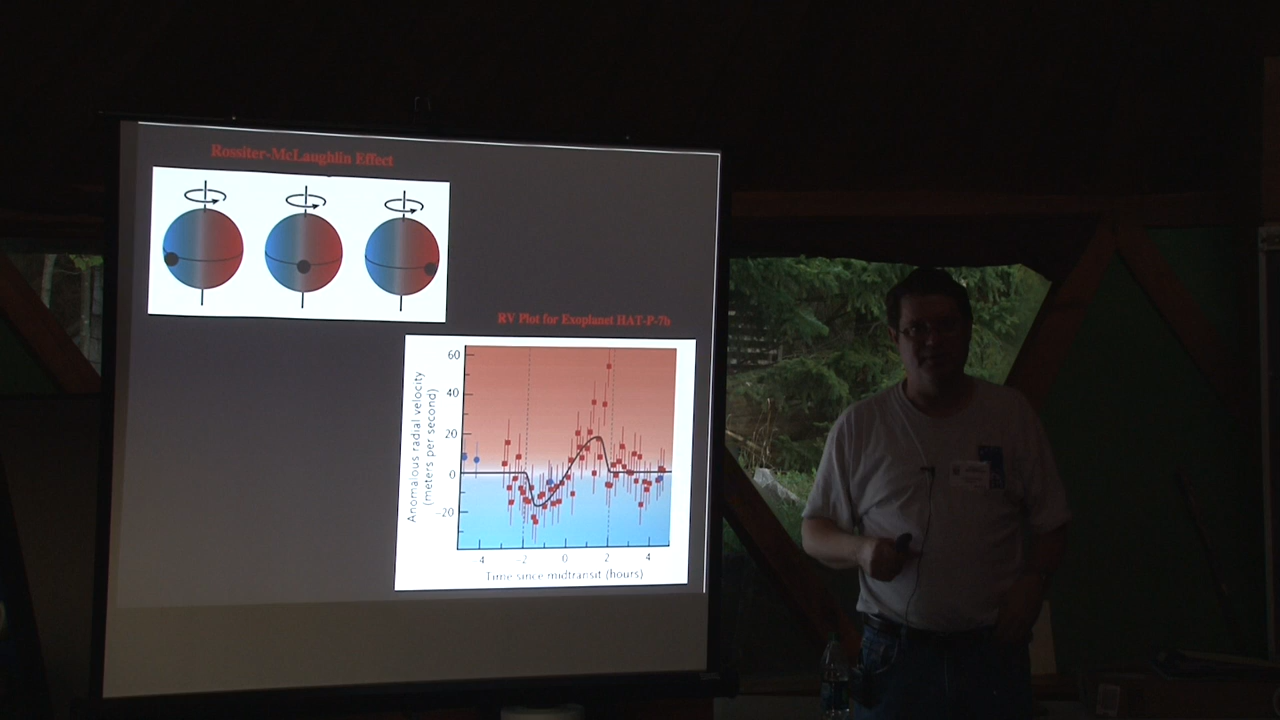 Rossiter-McLaughlin Effect
RV Plot for Exoplanet HAT-P-7b
Anomalous radial velocity
(meters per second)
60
40
20
0
-20
-4 -2 0 2 4
Time since midtransit (hours)